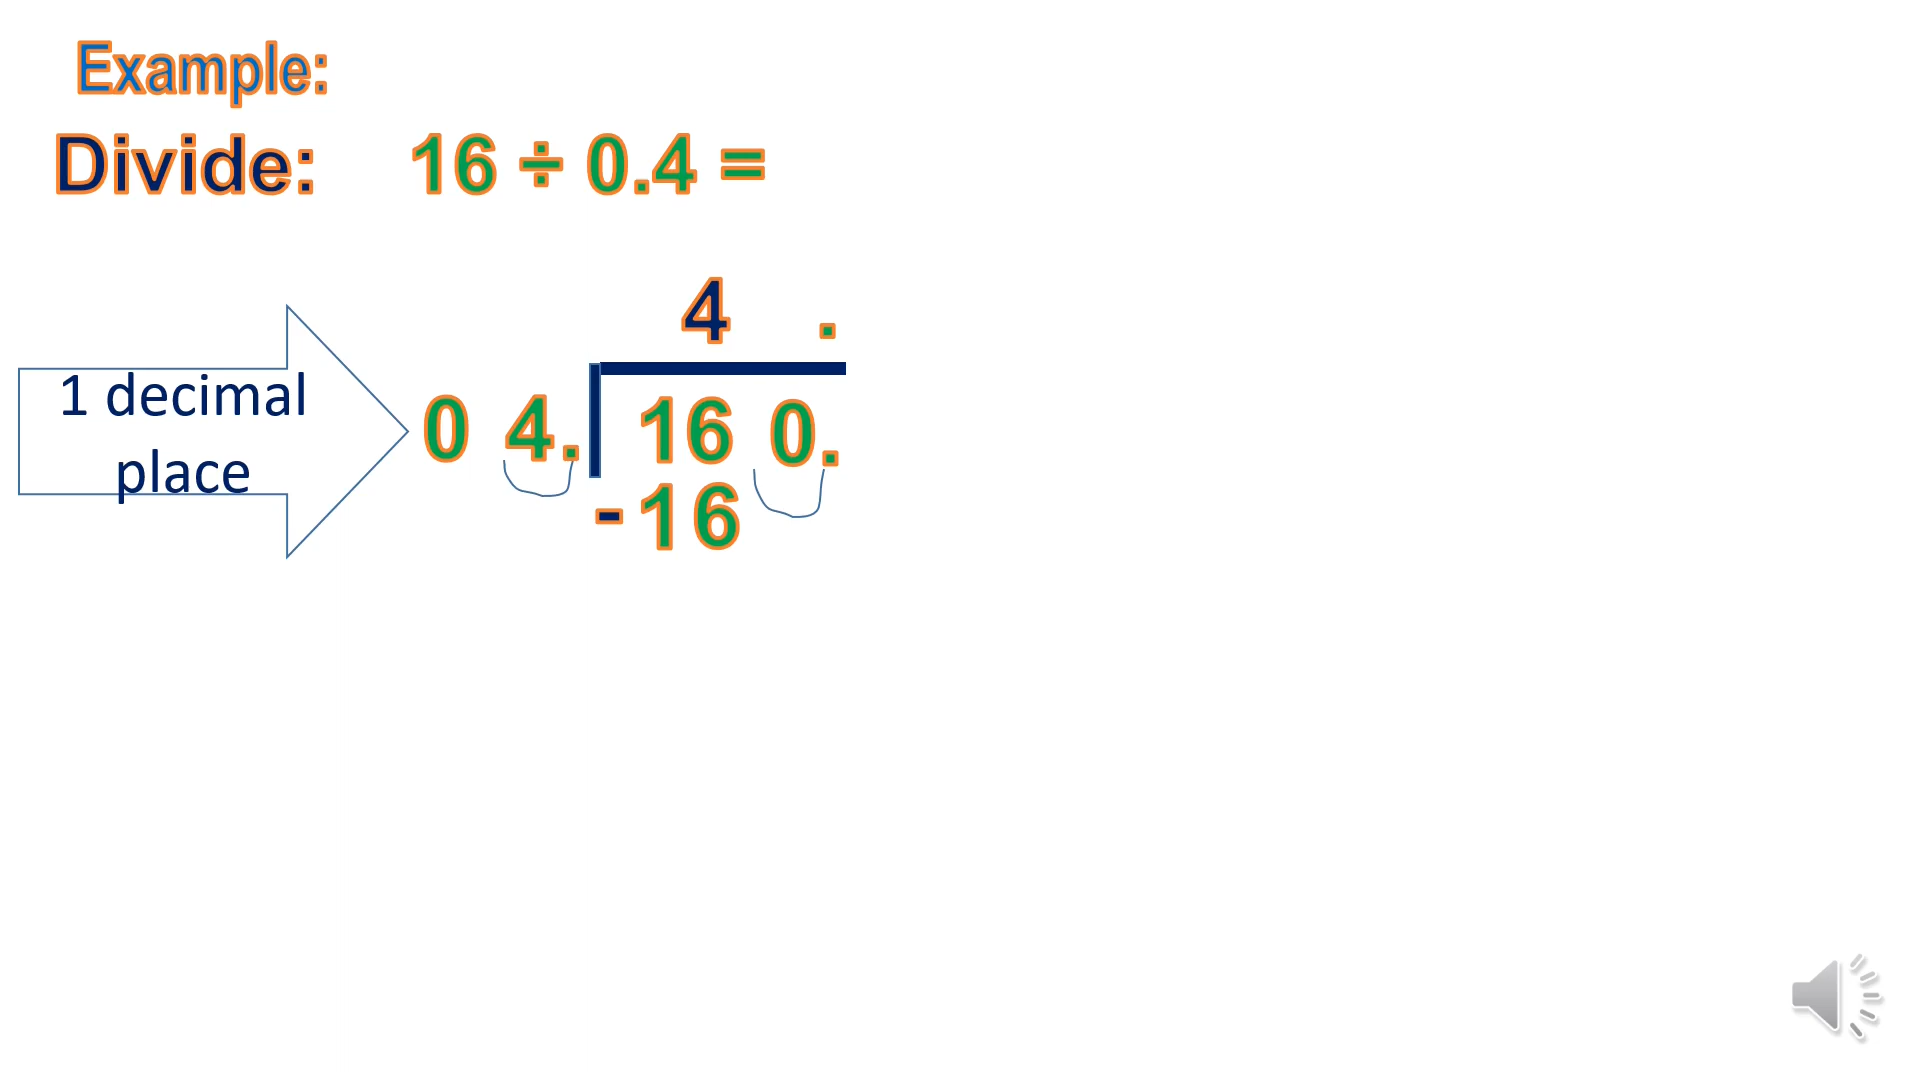 Example:
Divide: 16 ÷ 0.4 =
4 .
1 decimal
place
0 4. 16 0.
-16